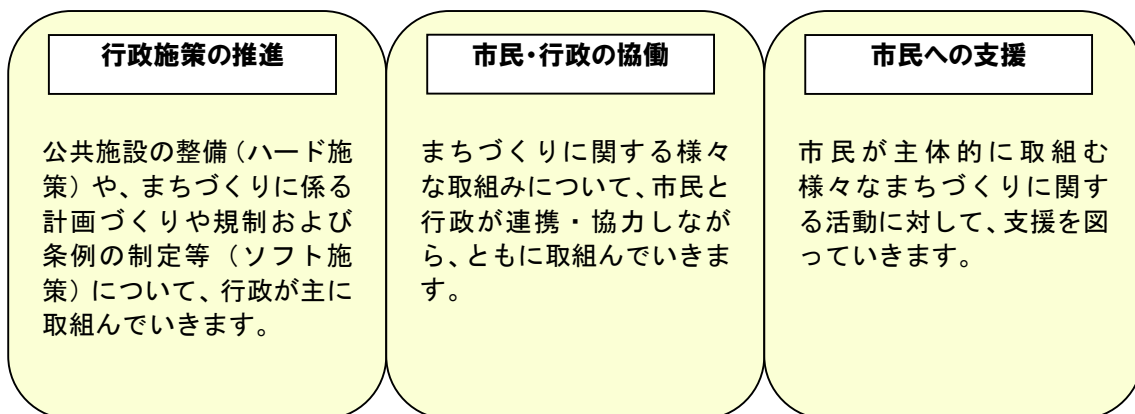 行政施策の推進
公共施設の整備（ハード施
策）や、まちづくりに係る
計画づくりや規制および
条例の制定等（ソフト施
策）について、行政が主に
取組んでいきます。
市民・行政の協働
まちづくりに関する様々
な取組みについて、市民と
行政が連携・協力しなが
ら、ともに取組んでいきま
す。
市民への支援
市民が主体的に取組む
様々なまちづくりに関す
る活動に対して、支援を図
っていきます。